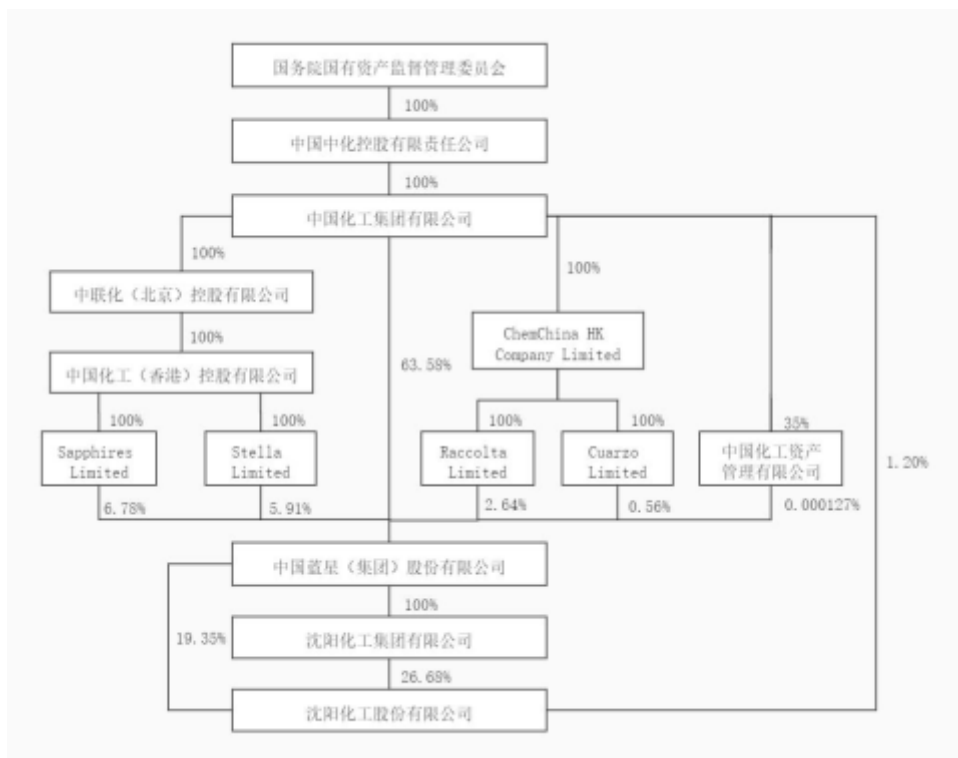 国务院国有资产监督管理委员会
100%
中国中化控股有限责任公司
100%
中国化工集团有限公司
100%
100%
中联化（北京）控股有限公司
100%
ChemChina HK
Company Limited
63.58%
中国化工（香港）控股有限公司
100%
100%
100%
100%
35%
Sapphires
Limited
Stella
Limited
Raccolta
Limited
Cuarzo
Limited
中国化工资产
管理有限公司
1.20%
6.78%
5.91%
2.64%
0.56%
0.000127%
中国蓝星（集团）股份有限公司
100%
19.35%
沈阳化工集团有限公司
26.68%
沈阳化工股份有限公司